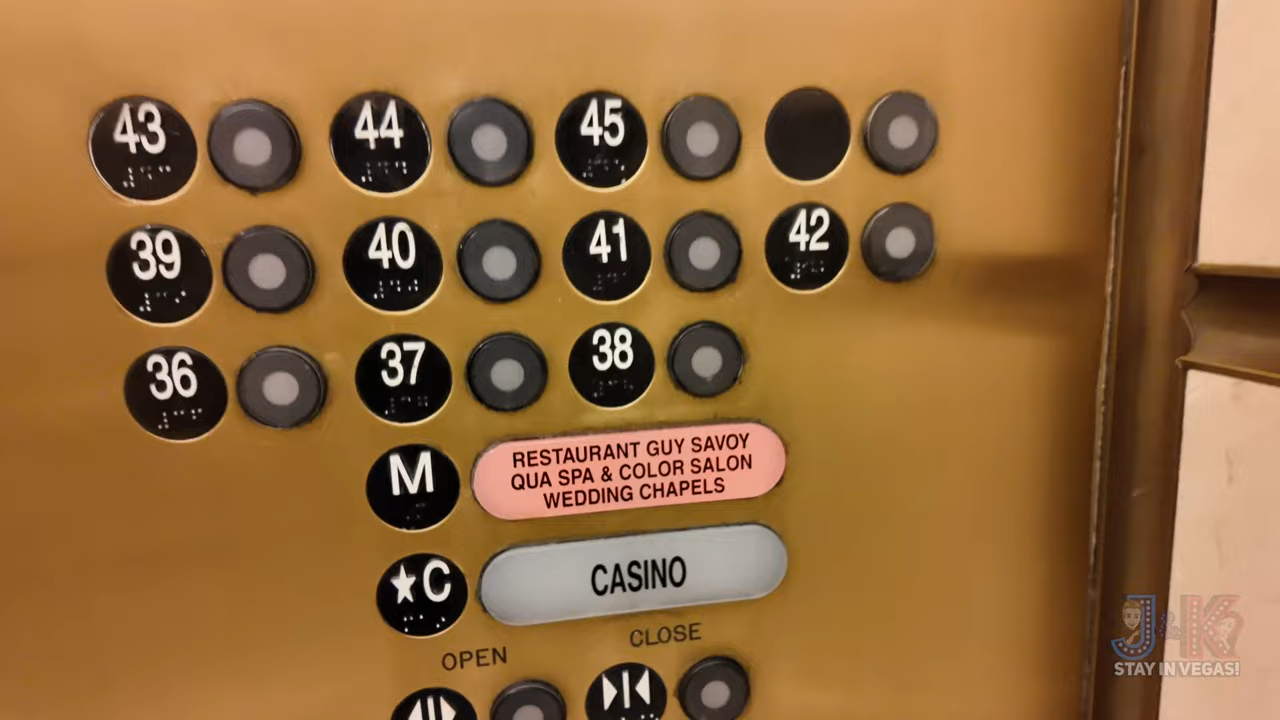 43 44 45
39 40 41 42
36 37 38
M RESTAURANT GUY SAVOY
QUA SPA & COLOR SALON
WEDDING CHAPELS
★C CASINO
OPEN CLOSE
J&K
STAY IN VEGAS!